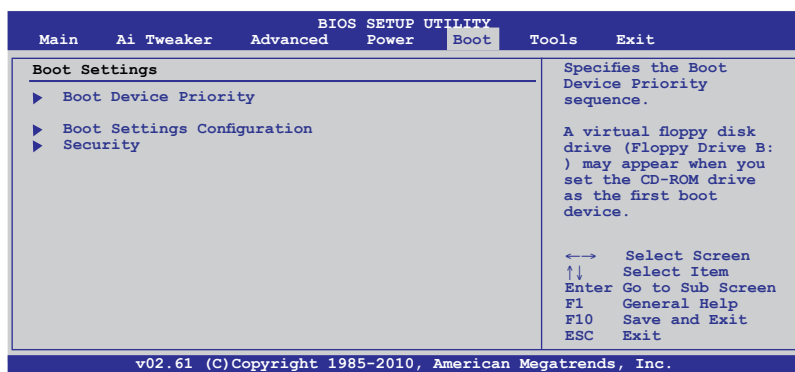 BIOS SETUP UTILITY
Main Ai Tweaker Advanced Power Boot Tools Exit
Boot Settings
Boot Device Priority
Boot Settings Configuration
Security
Specifies the Boot
Device Priority
sequence.
A virtual floppy disk
drive (Floppy Drive B:
) may appear when you
set the CD-ROM drive
as the first boot
device.
←→ Select Screen
↑↓ Select Item
Enter Go to Sub Screen
F1 General Help
F10 Save and Exit
ESC Exit
v02.61 (C)Copyright 1985-2010, American Megatrends, Inc.